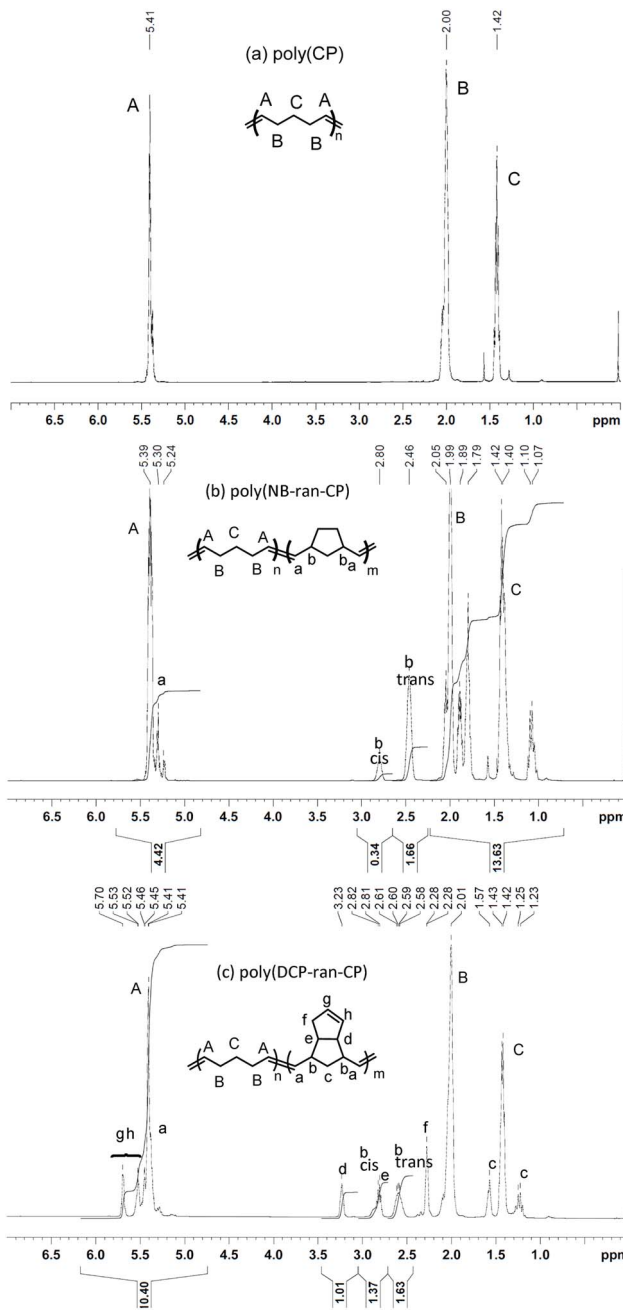 5.41
2.00
1.42
(a) poly(CP)
A
A C A
B B
n
B
C
6.5 6.0 5.5 5.0 4.5 4.0 3.5 3.0 2.5 2.0 1.5 1.0 ppm
5.39
5.30
5.24
2.80
2.46
2.05
1.99
1.89
1.79
1.42
1.40
1.10
1.07
(b) poly(NB-ran-CP)
A
A C A
B B
n
a b b a
m
a
b
cis
b
trans
B
C
6.5 6.0 5.5 5.0 4.5 4.0 3.5 3.0 2.5 2.0 1.5 1.0 ppm
4.42
0.34
1.66
13.63
5.70
5.53
5.52
5.46
5.45
5.41
5.41
3.23
2.82
2.81
2.61
2.60
2.59
2.58
2.28
2.28
2.01
1.57
1.43
1.42
1.25
1.23
(c) poly(DCP-ran-CP)
A
g
f h
e d
A C A
B B
n
a b c b a
m
g h
a
d
b
cis
e
b
trans
f
B
c
C
c
6.5 6.0 5.5 5.0 4.5 4.0 3.5 3.0 2.5 2.0 1.5 1.0 ppm
10.40
1.01
1.37
1.63